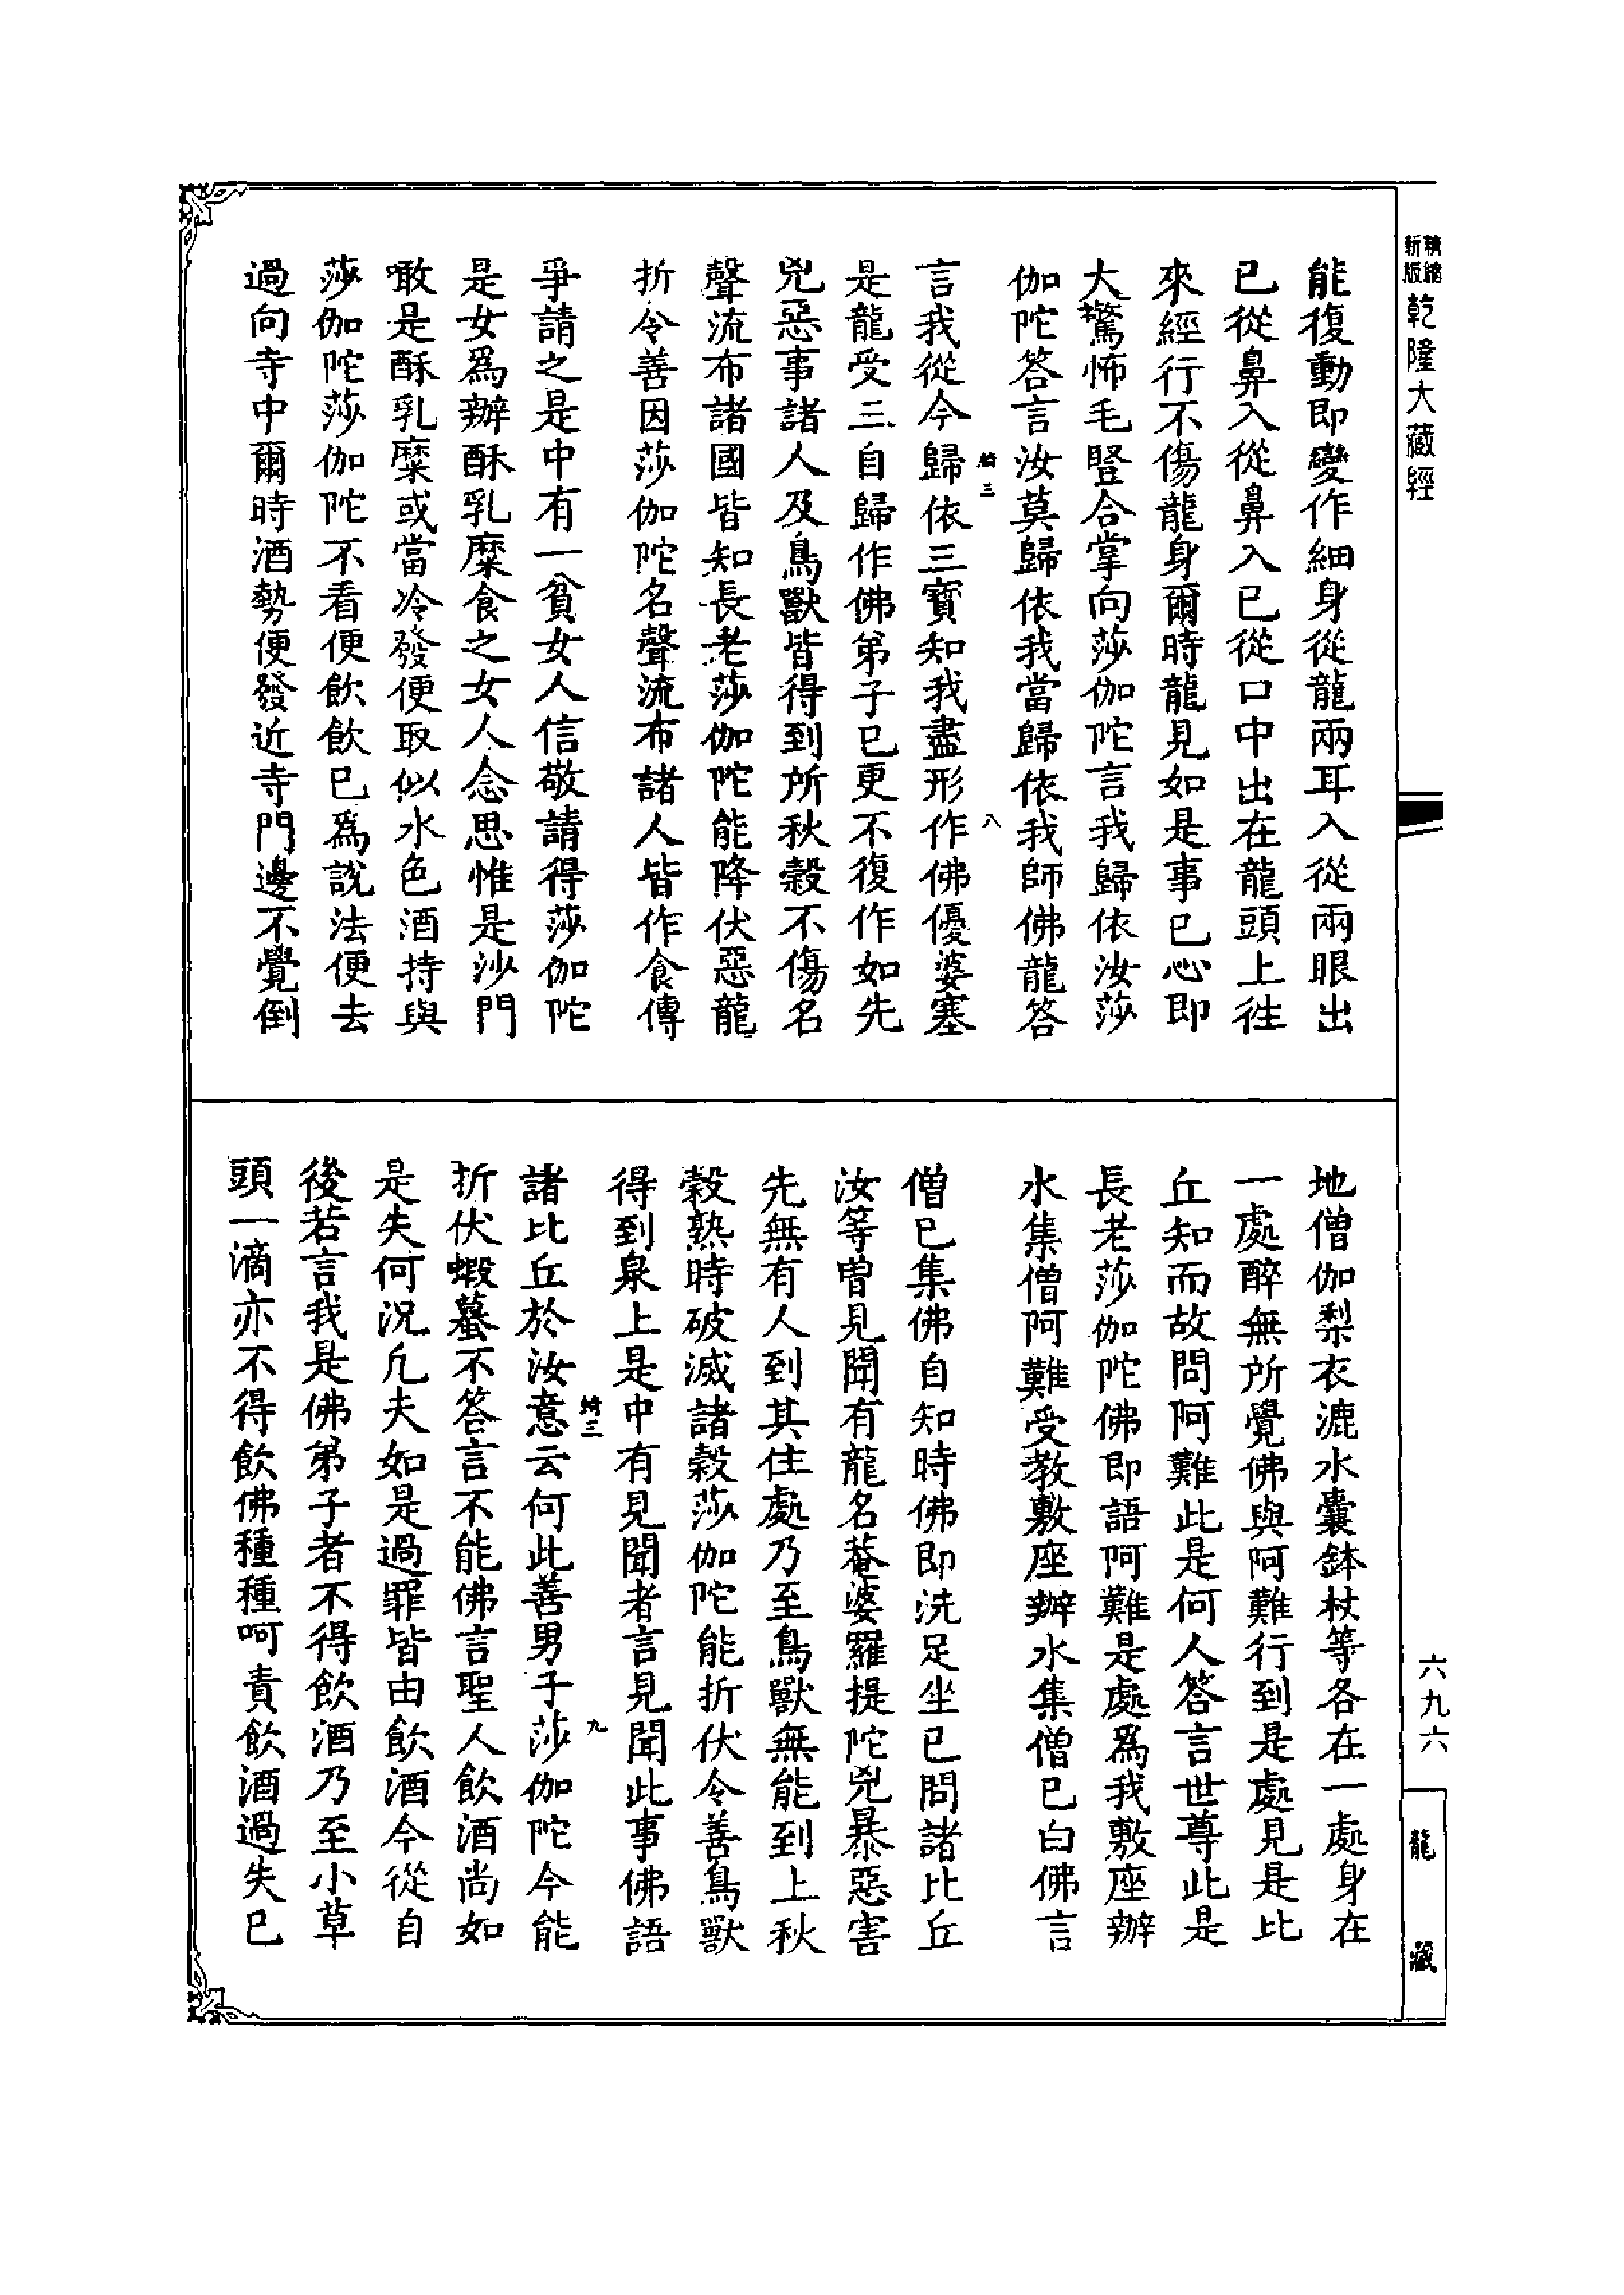 新版
精縮
乾隆大藏經
能復動即變作細身從龍兩耳入從兩眼出
已從鼻入從鼻入已從口中出在龍頭上徃
來經行不傷龍身爾時龍見如是事已心即
大驚怖毛豎合掌向莎伽陀言我歸依汝莎
伽陀答言汝莫歸依我當歸依我師佛龍答
三
八
言我從今歸依三寶知我盡形作佛優婆塞
是龍受三自歸作佛弟子已更不復作如先
兇惡事諸人及鳥獸皆得到所秋穀不傷名
聲流布諸國皆知長老莎伽陀能降伏惡龍
折令善因莎伽陀名聲流布諸人皆作食傳
爭請之是中有一貧女人信敬請得莎伽陀
是女爲辦酥乳糜食之女人念思惟是沙門
噉是酥乳糜或當冷發便取似水色酒持與
莎伽陀莎伽陀不看便飲飲已爲說法便去
過向寺中爾時酒勢便發近寺門邊不覺倒
地僧伽梨衣漉水囊鉢杖等各在一處身在
一處醉無所覺佛與阿難行到是處見是比
丘知而故問阿難此是何人答言世尊此是
長老莎伽陀佛即語阿難是處爲我敷座辦
水集僧阿難受教敷座辦水集僧已白佛言
僧已集佛自知時佛即洗足坐已問諸比丘
汝等曾見聞有龍名菴婆羅提陀兇暴惡害
先無有人到其住處乃至鳥獸無能到上秋
穀熟時破滅諸穀莎伽陀能折伏令善鳥獸
得到泉上是中有見聞者言見聞此事佛語
三
九
諸比丘於汝意云何此善男子莎伽陀今能
折伏蝦蟇不答言不能佛言聖人飲酒尚如
是失何況凡夫如是過罪皆由飲酒今從自
後若言我是佛弟子者不得飲酒乃至小草
頭一滴亦不得飲佛種種呵責飲酒過失已
六九六
龍藏